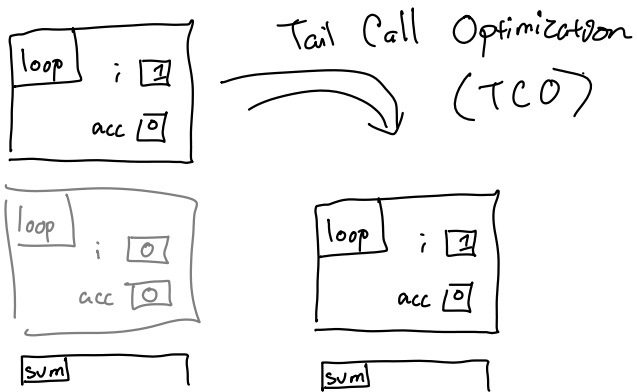 Tail Call Optimization
(TCO)
loop
i 1
acc 0
loop
i 0
acc 0
sum
loop
i 1
acc 0
sum